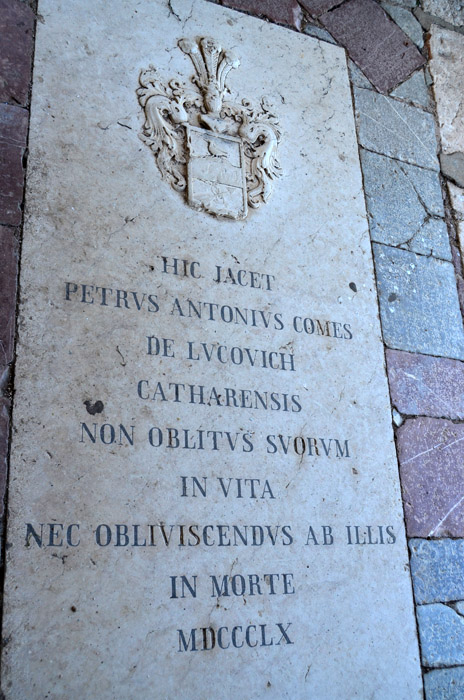 HIC JACET
PETRVS ANTONIVS COMES
DE LVCOVICH
CATHARENSIS
NON OBLITVS SVORVM
IN VITA
NEC OBLIVISCENDVS AB ILLIS
IN MORTE
MDCCCLX